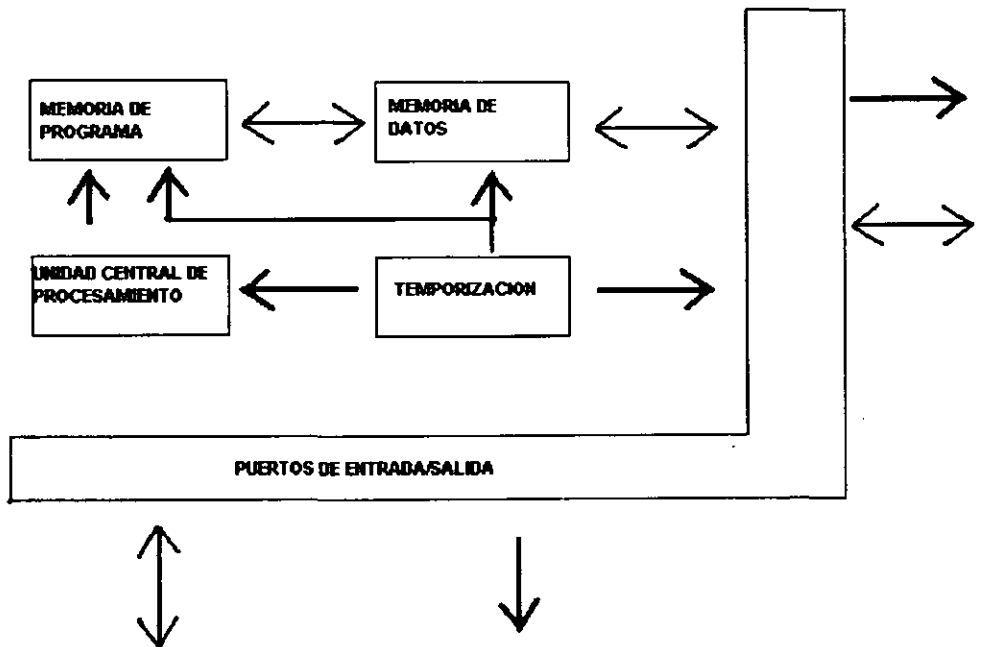 MEMORIA DE
PROGRAMA
MEMORIA DE
DATOS
UNIDAD CENTRAL DE
PROCESAMIENTO
TEMPORIZACION
PUERTOS DE ENTRADA/SALIDA